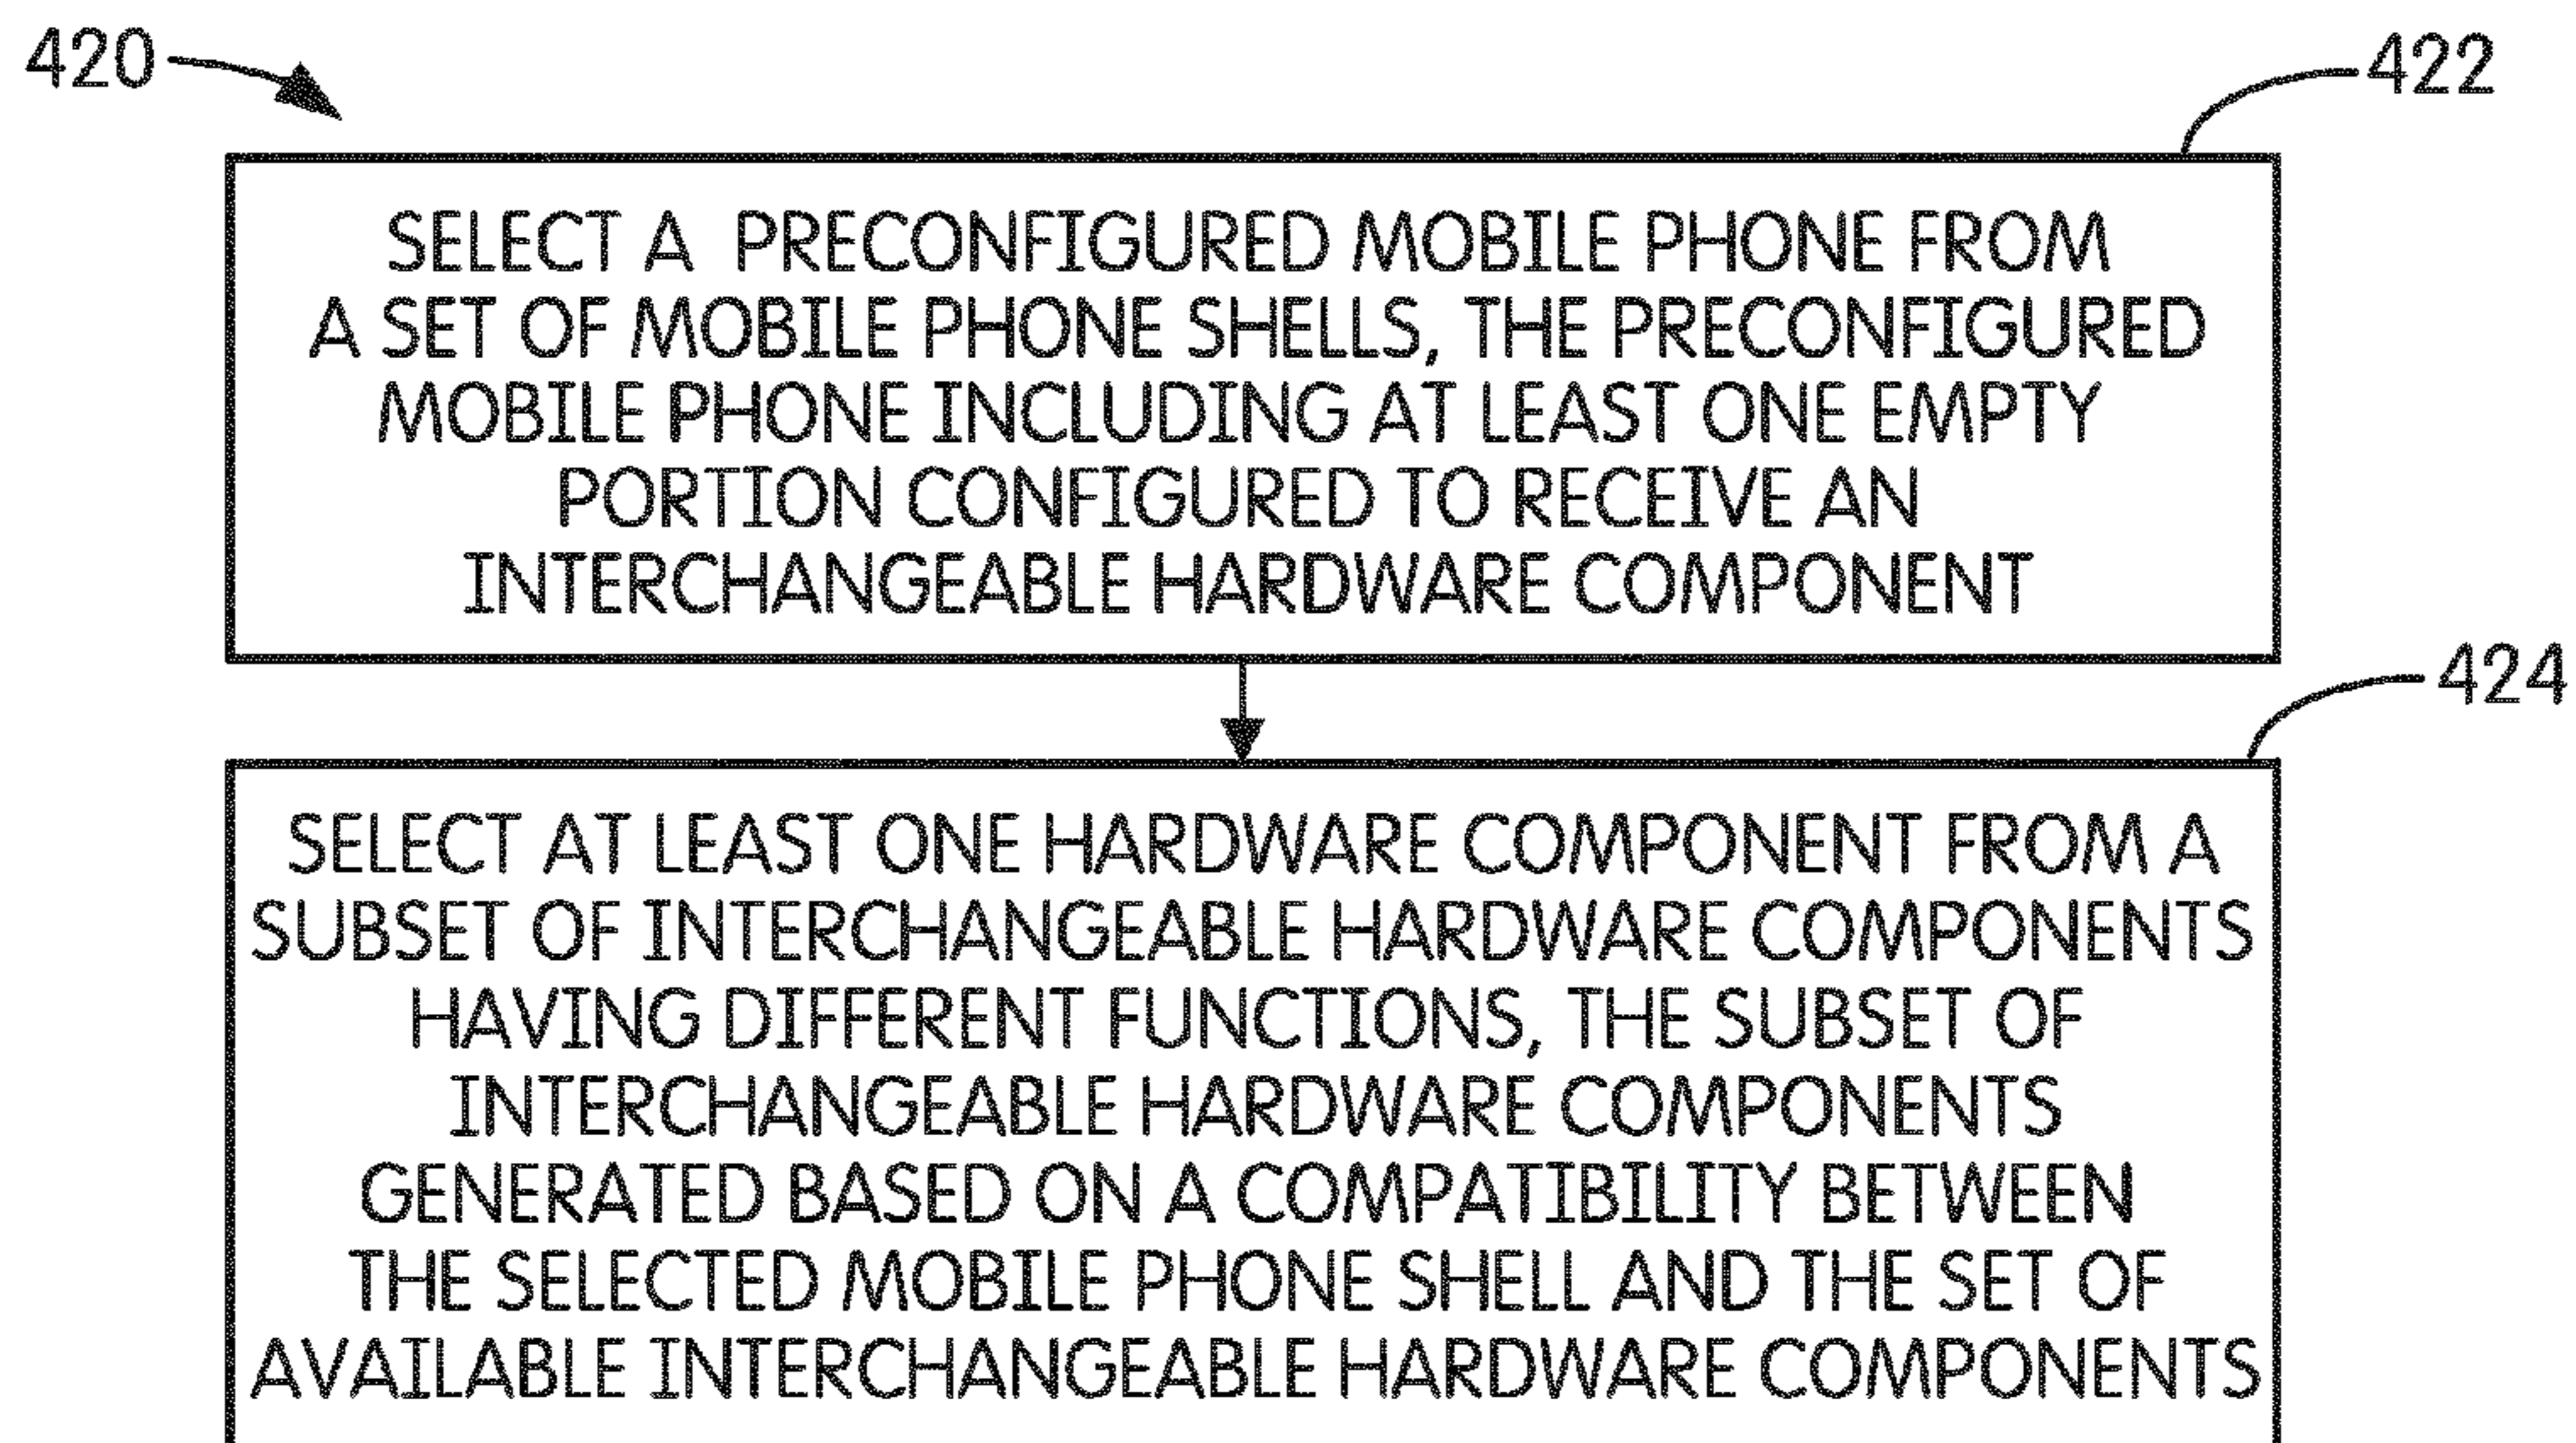 420
422
SELECT A PRECONFIGURED MOBILE PHONE FROM
A SET OF MOBILE PHONE SHELLS, THE PRECONFIGURED
MOBILE PHONE INCLUDING AT LEAST ONE EMPTY
PORTION CONFIGURED TO RECEIVE AN
INTERCHANGEABLE HARDWARE COMPONENT
424
SELECT AT LEAST ONE HARDWARE COMPONENT FROM A
SUBSET OF INTERCHANGEABLE HARDWARE COMPONENTS
HAVING DIFFERENT FUNCTIONS, THE SUBSET OF
INTERCHANGEABLE HARDWARE COMPONENTS
GENERATED BASED ON A COMPATIBILITY BETWEEN
THE SELECTED MOBILE PHONE SHELL AND THE SET OF
AVAILABLE INTERCHANGEABLE HARDWARE COMPONENTS